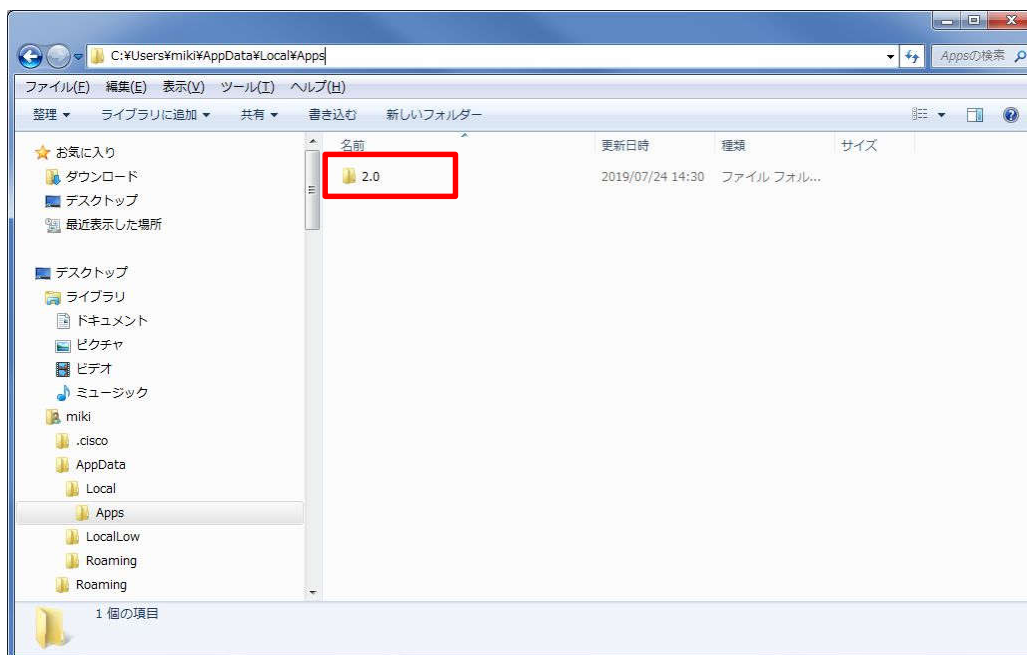 C:¥Users¥miki¥AppData¥Local¥Apps
Appsの検索
ファイル(F) 編集(E) 表示(V) ツール(T) ヘルプ(H)
整理 ライブラリに追加 共有 書き込む 新しいフォルダー
名前 更新日時 種類 サイズ
2.0 2019/07/24 14:30 ファイル フォル...
お気に入り
ダウンロード
デスクトップ
最近表示した場所
デスクトップ
ライブラリ
ドキュメント
ピクチャ
ビデオ
ミュージック
miki
.cisco
AppData
Local
Apps
LocalLow
Roaming
Roaming
1 個の項目